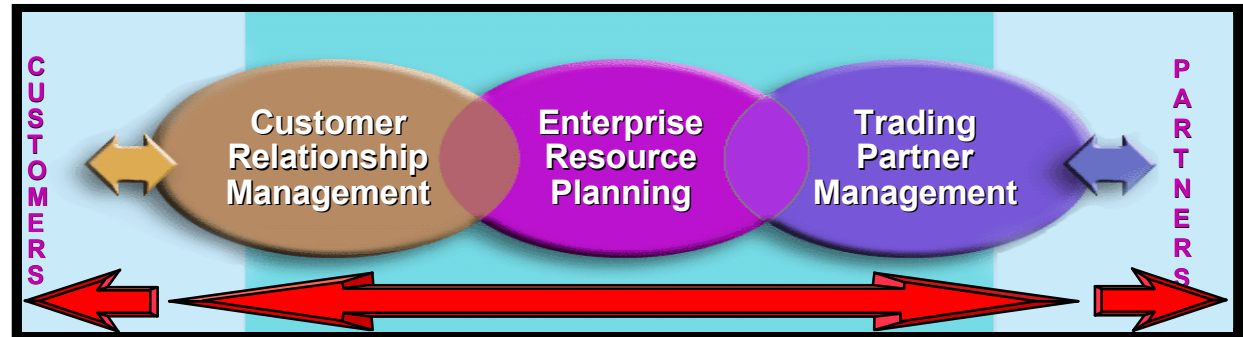 CUSTOMERS
Customer
Relationship
Management
Enterprise
Resource
Planning
Trading
Partner
Management
PARTNERS